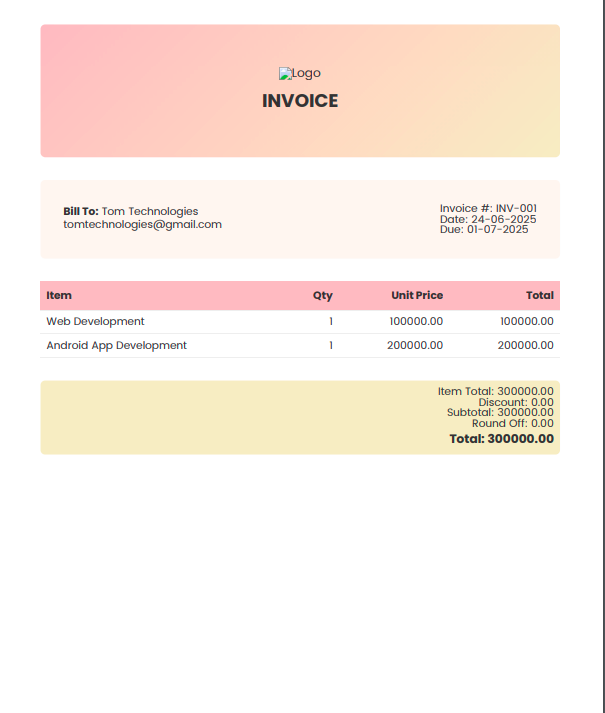 Logo
INVOICE
Bill To: Tom Technologies
tomtechnologies@gmail.com
Invoice #: INV-001
Date: 24-06-2025
Due: 01-07-2025
Item Qty Unit Price Total
Web Development 1 100000.00 100000.00
Android App Development 1 200000.00 200000.00
Item Total: 300000.00
Discount: 0.00
Subtotal: 300000.00
Round Off: 0.00
Total: 300000.00